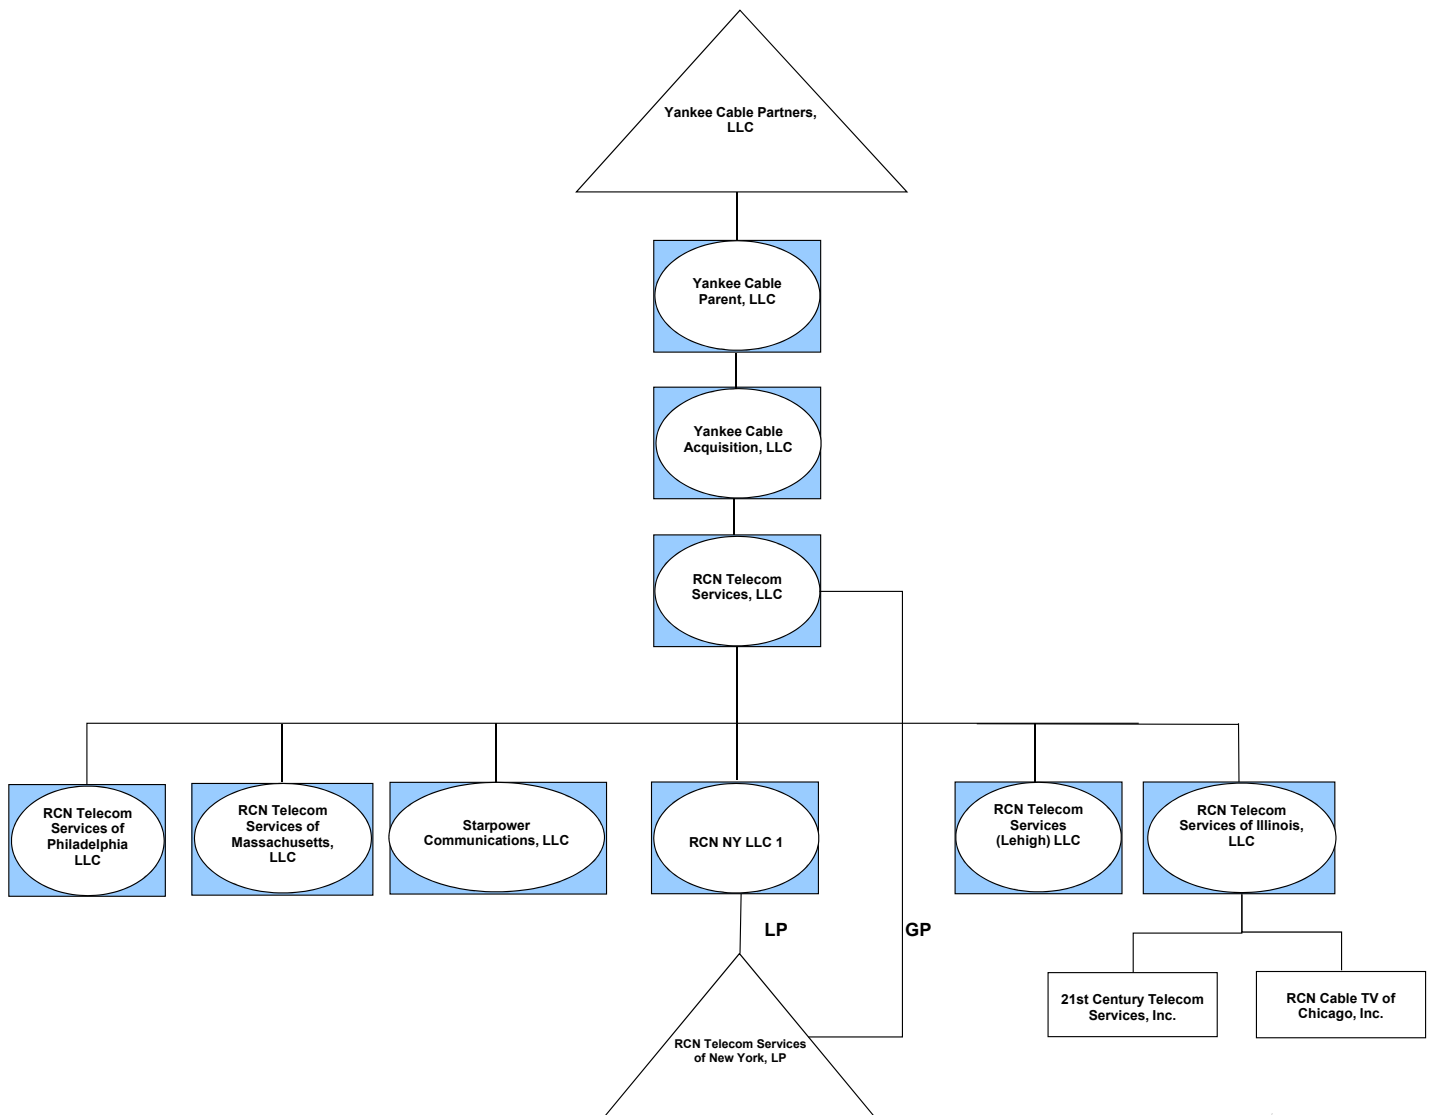 Yankee Cable Partners,
LLC
Yankee Cable
Parent, LLC
Yankee Cable
Acquisition, LLC
RCN Telecom
Services, LLC
RCN Telecom
Services of
Philadelphia
LLC
RCN Telecom
Services of
Massachusetts,
LLC
Starpower
Communications, LLC
RCN NY LLC 1
RCN Telecom
Services
(Lehigh) LLC
RCN Telecom
Services of Illinois,
LLC
LP
GP
21st Century Telecom
Services, Inc.
RCN Cable TV of
Chicago, Inc.
RCN Telecom Services
of New York, LP